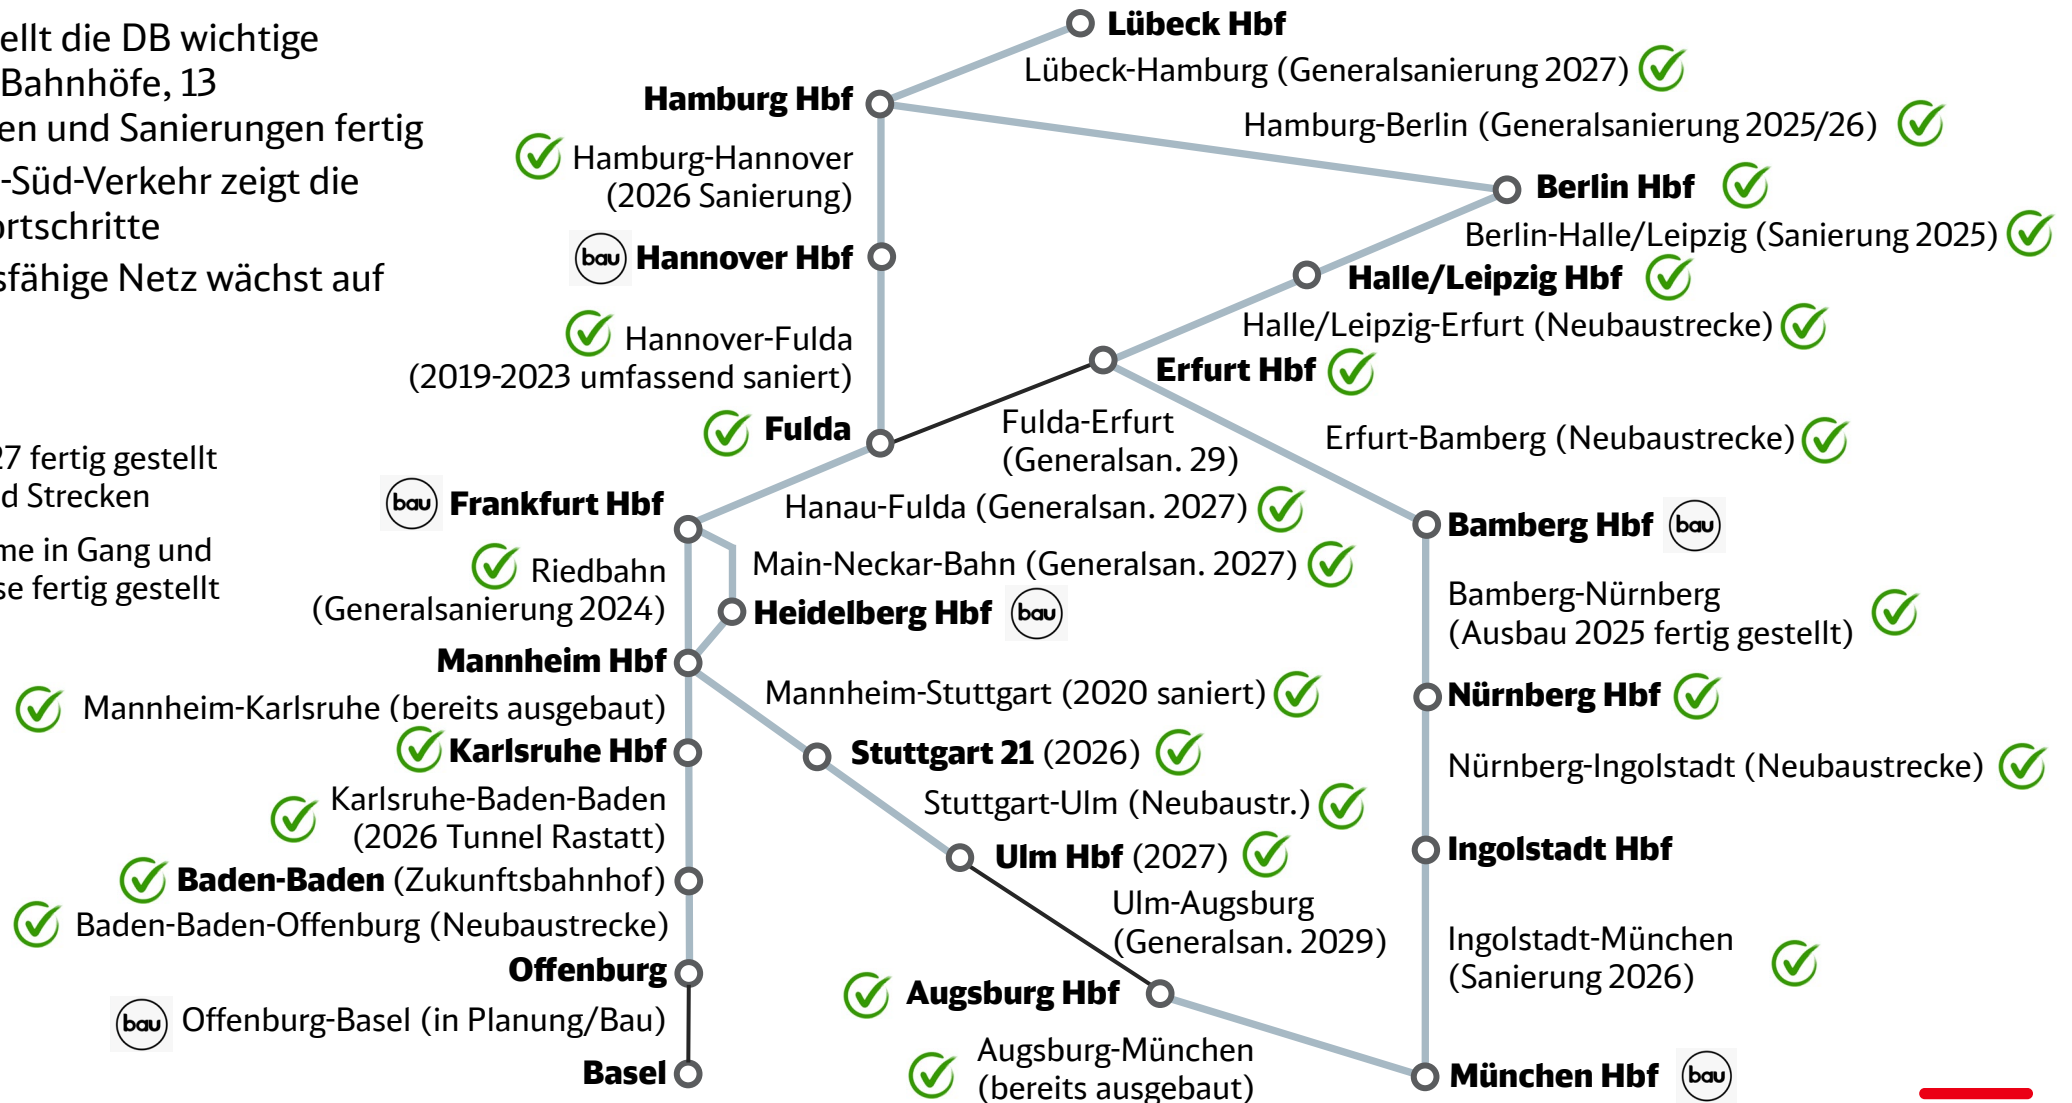 ellt die DB wichtige
Bahnhöfe, 13
en und Sanierungen fertig
-Süd-Verkehr zeigt die
ortschritte
sfähige Netz wächst auf
27 fertig gestellt
d Strecken
me in Gang und
se fertig gestellt
Lübeck Hbf
Lübeck-Hamburg (Generalsanierung 2027)
Hamburg Hbf
Hamburg-Berlin (Generalsanierung 2025/26)
Hamburg-Hannover
(2026 Sanierung)
Berlin Hbf
Berlin-Halle/Leipzig (Sanierung 2025)
bau Hannover Hbf
Halle/Leipzig Hbf
Halle/Leipzig-Erfurt (Neubaustrecke)
Hannover-Fulda
(2019-2023 umfassend saniert)
Erfurt Hbf
Fulda
Fulda-Erfurt
(Generalsan. 29)
Erfurt-Bamberg (Neubaustrecke)
bau Frankfurt Hbf
Hanau-Fulda (Generalsan. 2027)
Bamberg Hbf bau
Riedbahn
(Generalsanierung 2024)
Main-Neckar-Bahn (Generalsan. 2027)
Heidelberg Hbf bau
Bamberg-Nürnberg
(Ausbau 2025 fertig gestellt)
Mannheim Hbf
Mannheim-Karlsruhe (bereits ausgebaut)
Mannheim-Stuttgart (2020 saniert)
Nürnberg Hbf
Karlsruhe Hbf
Stuttgart 21 (2026)
Nürnberg-Ingolstadt (Neubaustrecke)
Karlsruhe-Baden-Baden
(2026 Tunnel Rastatt)
Stuttgart-Ulm (Neubaustr.)
Ulm Hbf (2027)
Ingolstadt Hbf
Baden-Baden (Zukunftsbahnhof)
Baden-Baden-Offenburg (Neubaustrecke)
Ulm-Augsburg
(Generalsan. 2029)
Ingolstadt-München
(Sanierung 2026)
Offenburg
Augsburg Hbf
bau Offenburg-Basel (in Planung/Bau)
Augsburg-München
(bereits ausgebaut)
Basel
München Hbf bau